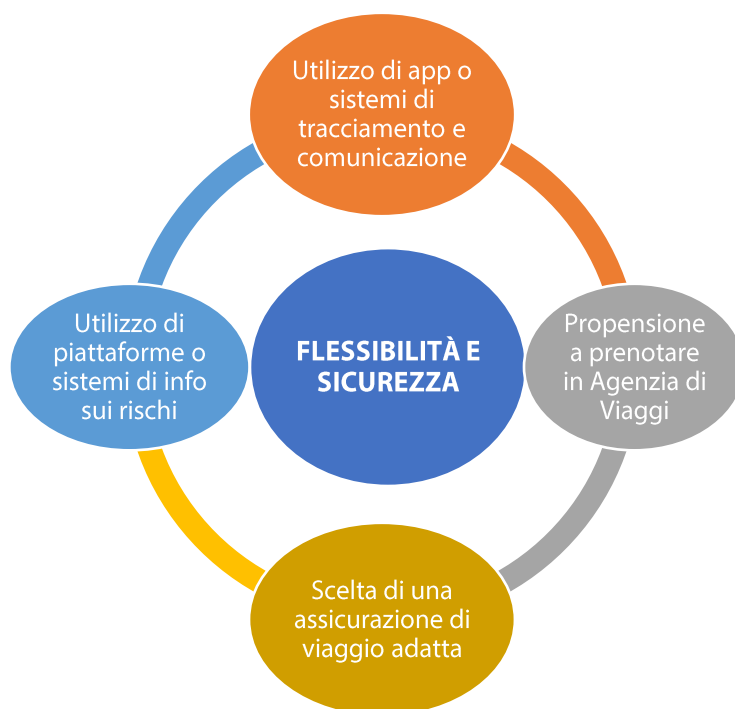 Utilizzo di app o
sistemi di
tracciamento e
comunicazione
Utilizzo di
piattaforme o
sistemi di info
sui rischi
FLESSIBILITÀ E
SICUREZZA
Propensione
a prenotare
in Agenzia di
Viaggi
Scelta di una
assicurazione di
viaggio adatta